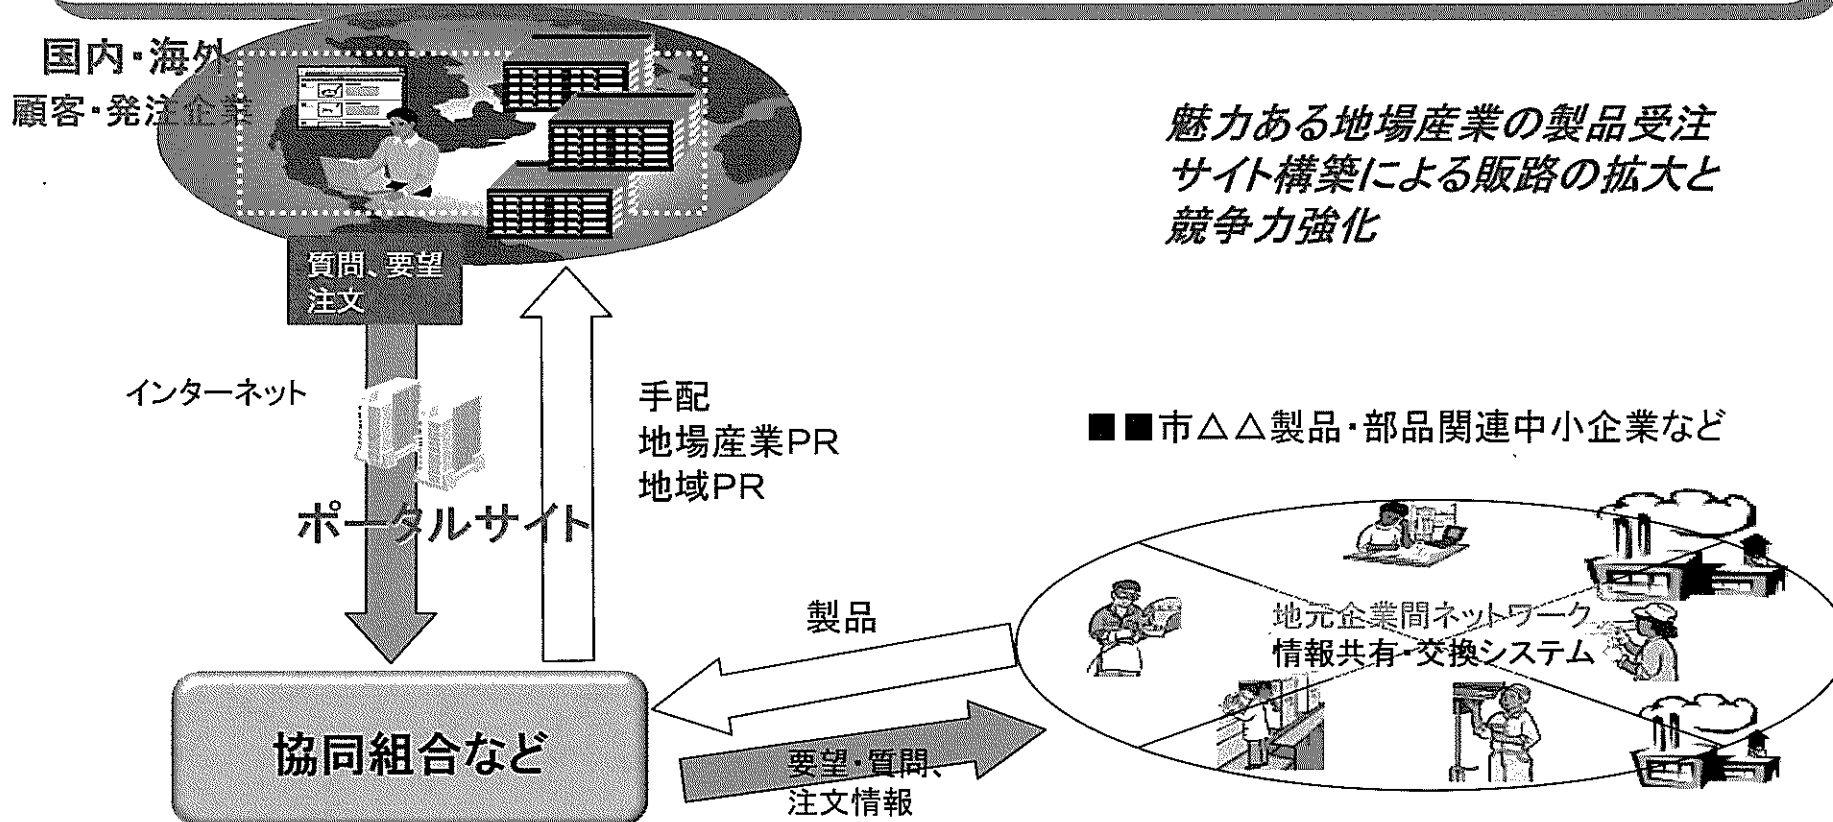 国内・海外
顧客・発注企業
魅力ある地場産業の製品受注
サイト構築による販路の拡大と
競争力強化
質問、要望
注文
インターネット
手配
地場産業PR
地域PR
ポータルサイト
■■市△△製品・部品関連中小企業など
地元企業間ネットワーク
情報共有・交換システム
製品
協同組合など
要望・質問、
注文情報